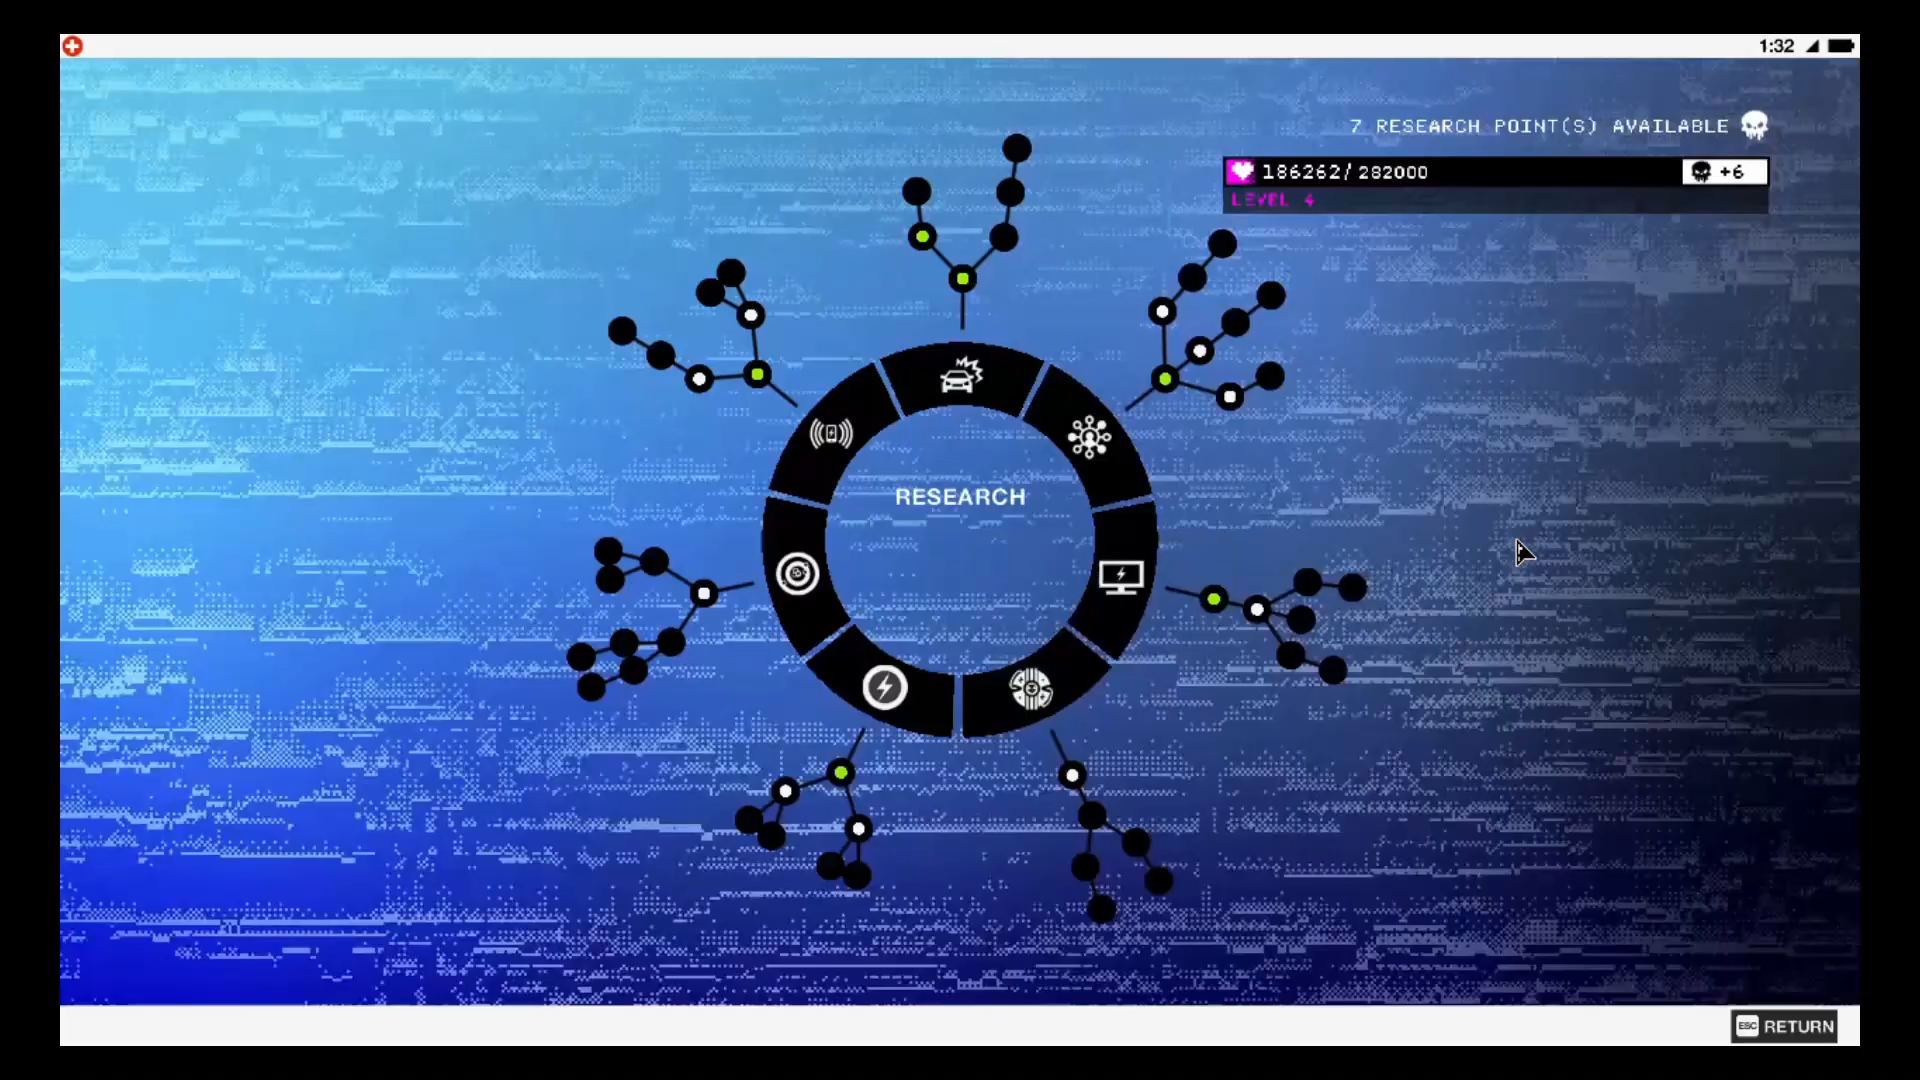 1:32
7 RESEARCH POINT(S) AVAILABLE
186262/282000
+6
LEVEL 4
RESEARCH
ESC RETURN